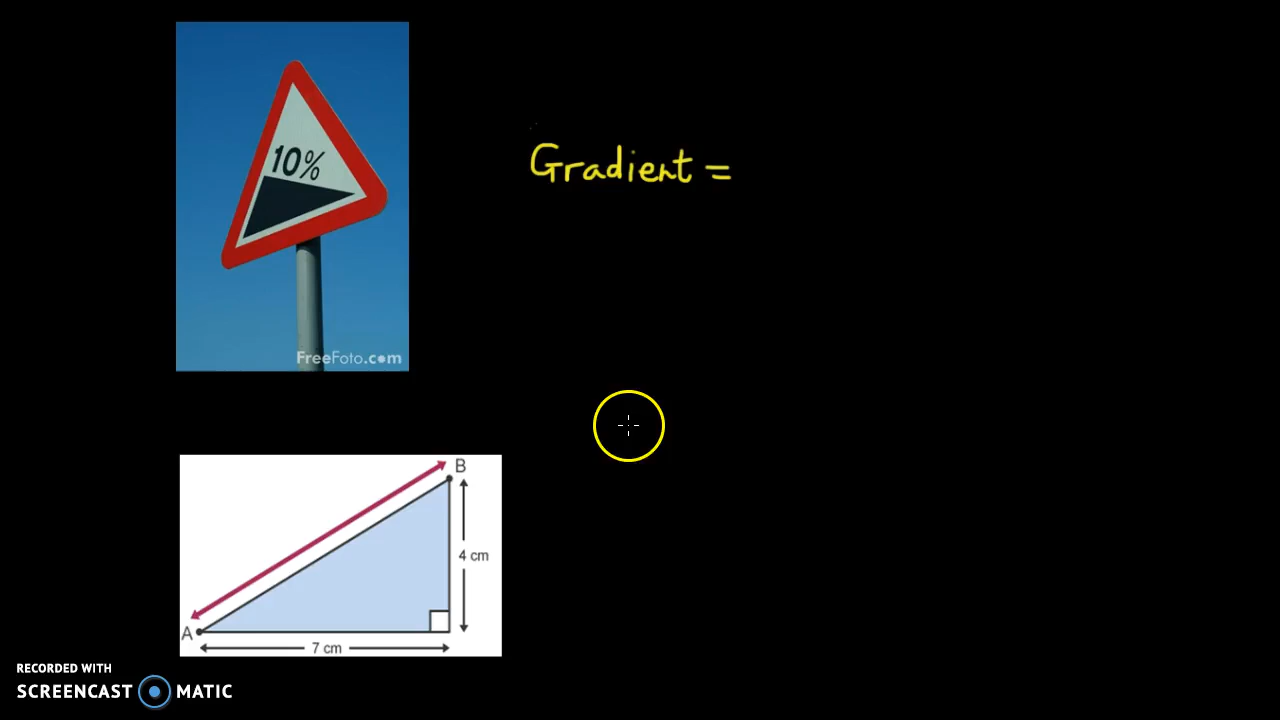 10%
Gradient =
FreeFoto.com
B
4 cm
A
7 cm
RECORDED WITH
SCREENCAST MATIC